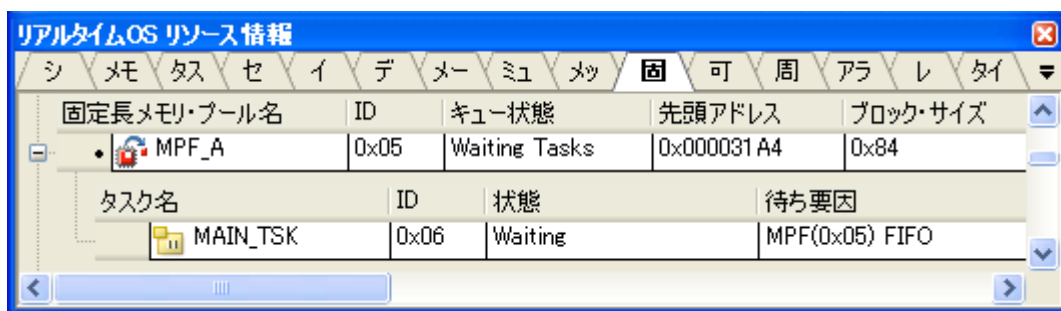 リアルタイムOS リソース情報
シ メモ タス セ イ デ メー ミュ メッ 固 可 周 アラ レ タイ
固定長メモリ・プール名 ID キュー状態 先頭アドレス ブロック・サイズ
MPF_A 0x05 Waiting Tasks 0x000031A4 0x84
タスク名 ID 状態 待ち要因
MAIN_TSK 0x06 Waiting MPF(0x05) FIFO